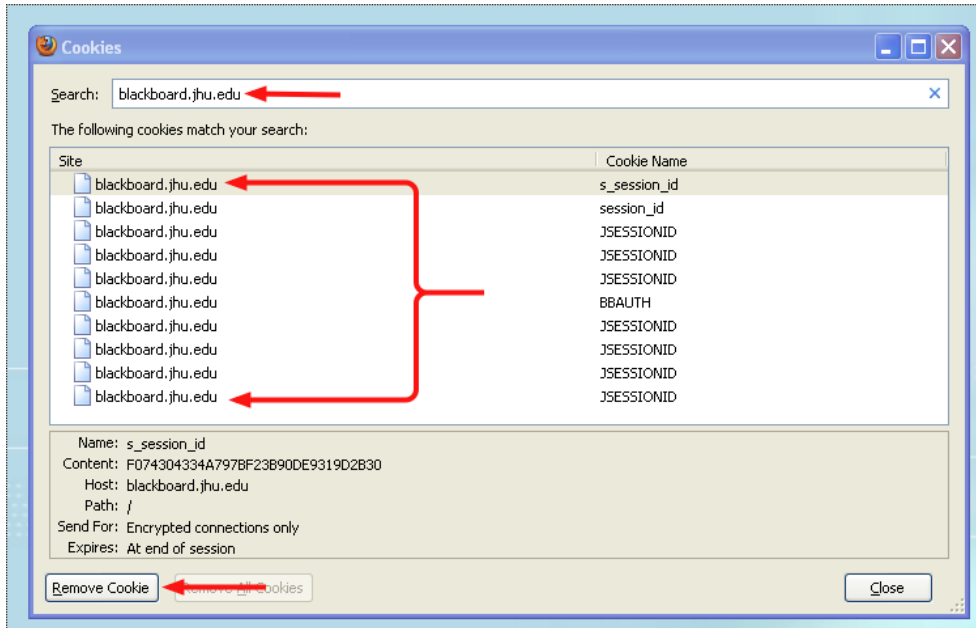 Cookies
Search: blackboard.jhu.edu
The following cookies match your search:
Site Cookie Name
blackboard.jhu.edu s_session_id
blackboard.jhu.edu session_id
blackboard.jhu.edu JSESSIONID
blackboard.jhu.edu JSESSIONID
blackboard.jhu.edu JSESSIONID
blackboard.jhu.edu BBAUTH
blackboard.jhu.edu JSESSIONID
blackboard.jhu.edu JSESSIONID
blackboard.jhu.edu JSESSIONID
blackboard.jhu.edu JSESSIONID
Name: s_session_id
Content: F074304334A797BF23B90DE9319D2B30
Host: blackboard.jhu.edu
Path: /
Send For: Encrypted connections only
Expires: At end of session
Remove Cookie Remove All Cookies Close